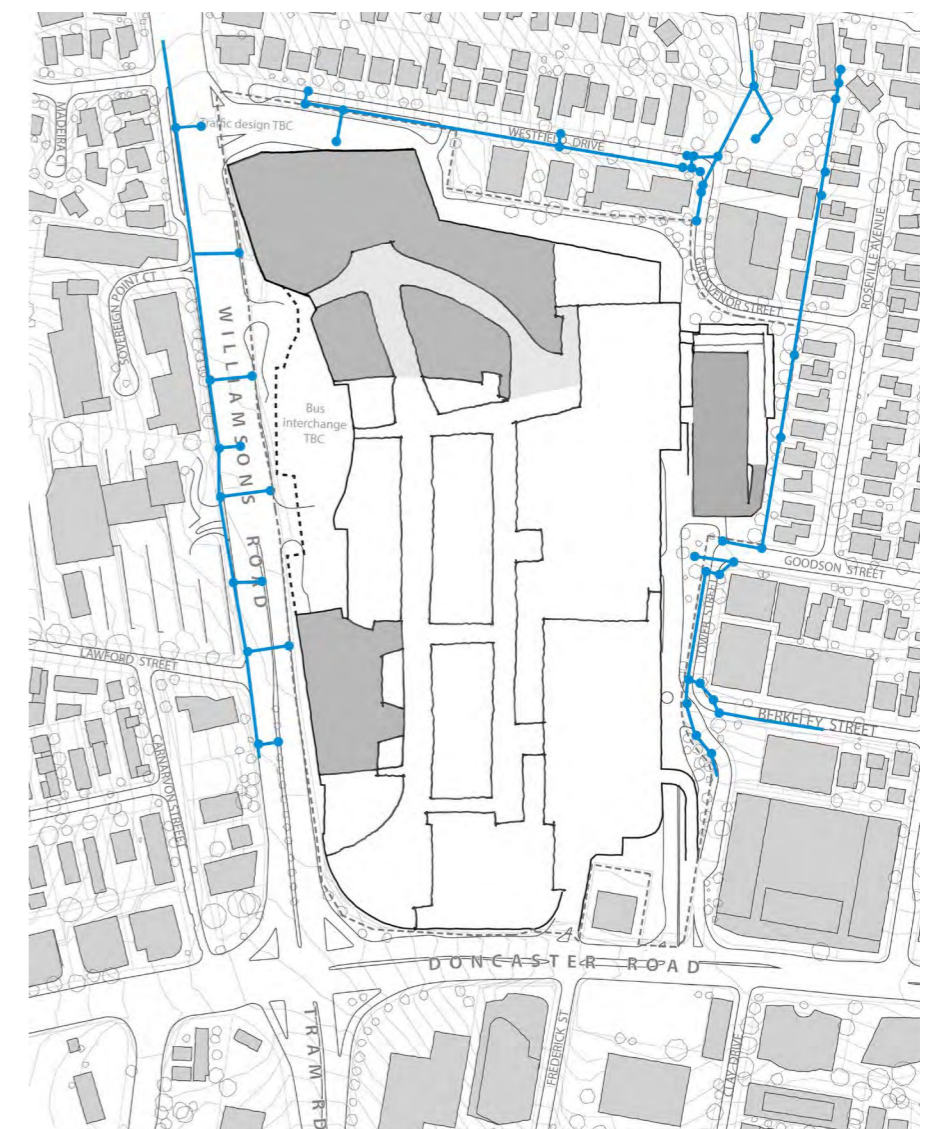 MADEIRA CT
Traffic design TBC
WESTFIELD DRIVE
GROSVENOR STREET
ROSEVILLE AVENUE
SOVEREIGN POINT CT
WILLIAMSONS ROAD
Bus
interchange
TBC
GOODSON STREET
TOWER STREET
LAWFORD STREET
BERKELEY STREET
CARNARVON STREET
DONCASTER ROAD
TRAM RD
FREDERICK ST
CLAY DRIVE